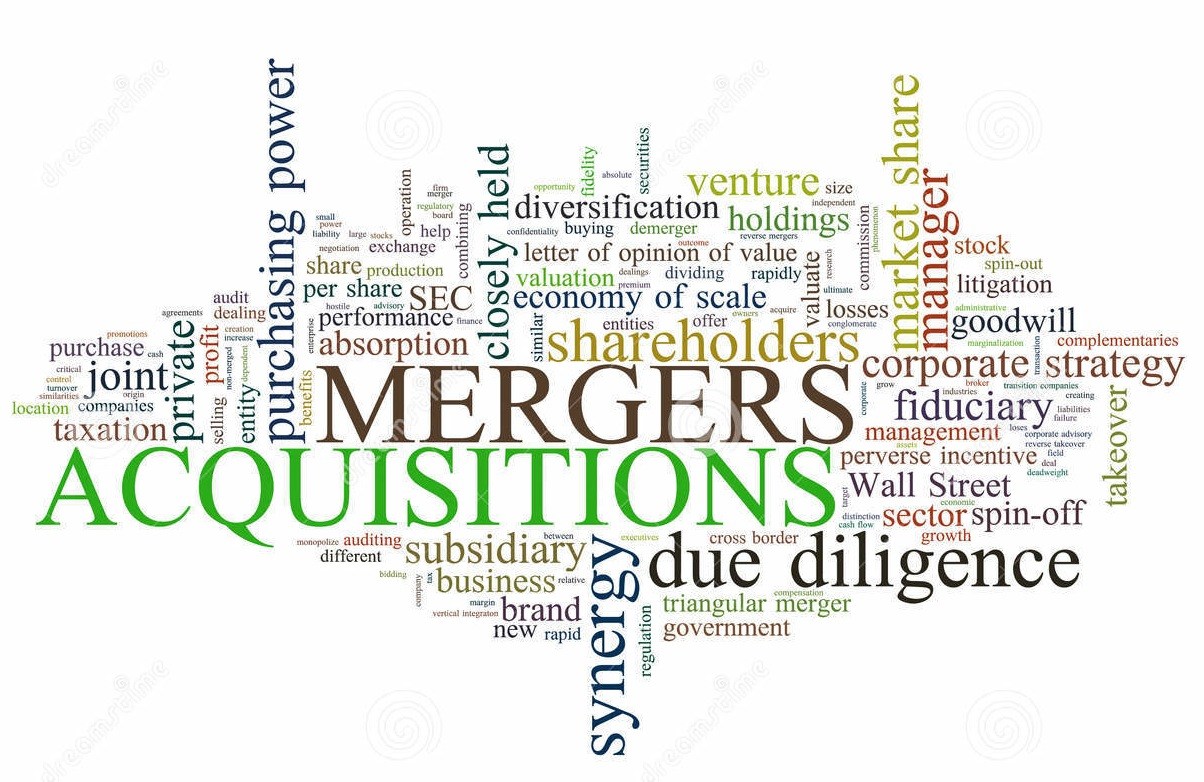 purchasing power
closely held
market share
manager
securities
fidelity
absolute
opportunity
venture
size
independent
operation
firm
merger
regulatory
board
combining
help
exchange
small
power
liability
large
stocks
negotiation
diversification
holdings
confidentiality
buying
demerger
reverse mergers
outcome
commission
phenomenon
letter of opinion of value
share
production
valuation
dealings
premium
dividing
rapidly
valuate
research
ultimate
stock
spin-out
litigation
per share
SEC
hostile
advisory
economy of scale
owners
acquire
losses
conglomerate
administrative
goodwill
marginalization
audit
dealing
agreements
enterprise
performance
finance
similar
entities
offer
absorption
shareholders
promotions
purchase
cash
private
profit
creation
increase
non-merged
dependent
corporate strategy
complementaries
transaction
critical
control
turnover
similarities
joint
origin
location
companies
taxation
selling
entity
benefits
MERGERS
corporate
grow
industries
broker
transition companies
creating
fiduciary
liabilities
failure
takeover
management
loses
corporate advisory
reverse takeover
assets
perverse incentive
field
deal
deadweight
ACQUISITIONS
target
Wall Street
economic
distinction
cash flow
sector
spin-off
growth
monopolize
auditing
different
subsidiary
between
executives
cross border
due diligence
bidding
company
tax
business
relative
synergy
compensation
triangular merger
margin
vertical integraton
brand
new
rapid
regulation
government
dreamstime
dreamstime
dreamstime
dreamstime